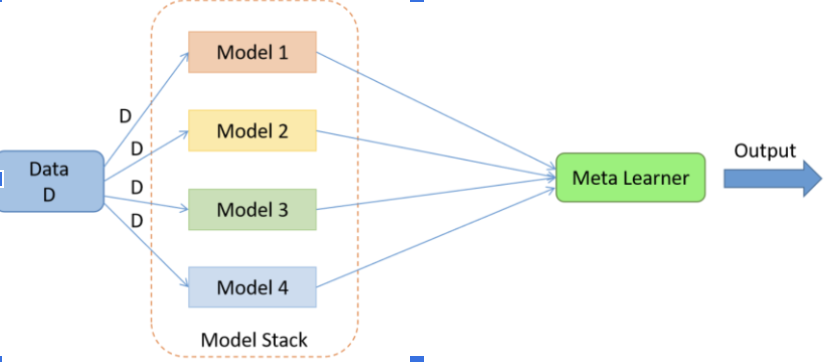 Data
D
D
D
D
D
Model 1
Model 2
Model 3
Model 4
Model Stack
Meta Learner
Output